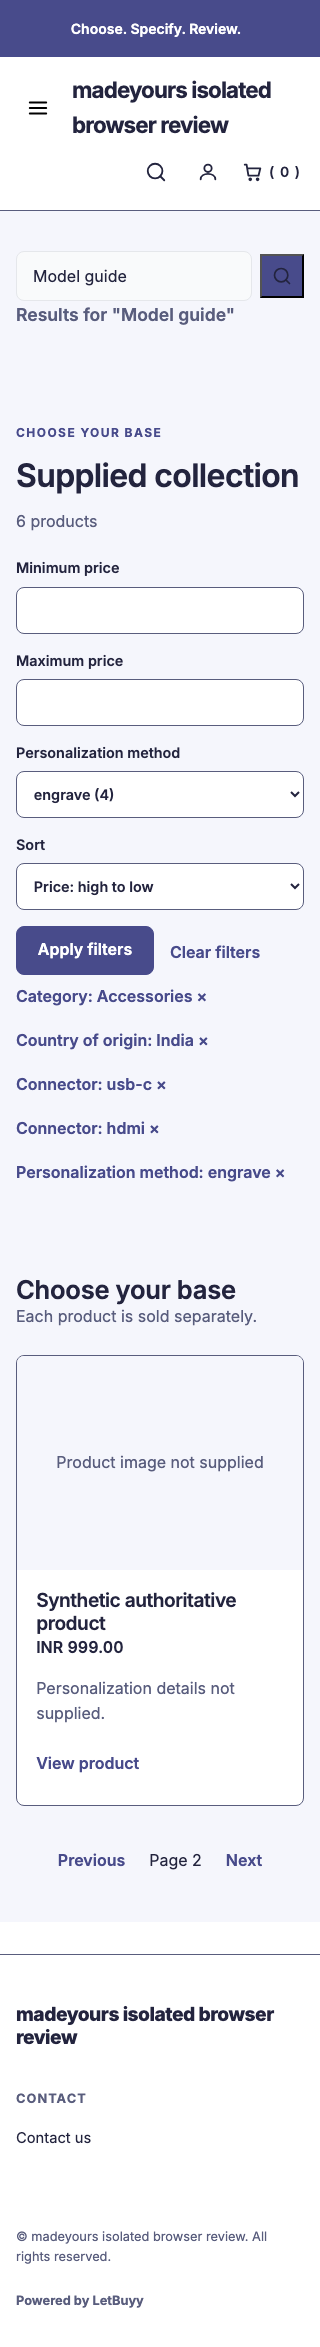 Choose. Specify. Review.
madeyours isolated
browser review
( 0 )
Model guide
Results for "Model guide"
CHOOSE YOUR BASE
Supplied collection
6 products
Minimum price
Maximum price
Personalization method
engrave (4)
Sort
Price: high to low
Apply filters
Clear filters
Category: Accessories ×
Country of origin: India ×
Connector: usb-c ×
Connector: hdmi ×
Personalization method: engrave ×
Choose your base
Each product is sold separately.
Product image not supplied
Synthetic authoritative
product
INR 999.00
Personalization details not
supplied.
View product
Previous Page 2 Next
madeyours isolated browser
review
CONTACT
Contact us
© madeyours isolated browser review. All
rights reserved.
Powered by LetBuyy